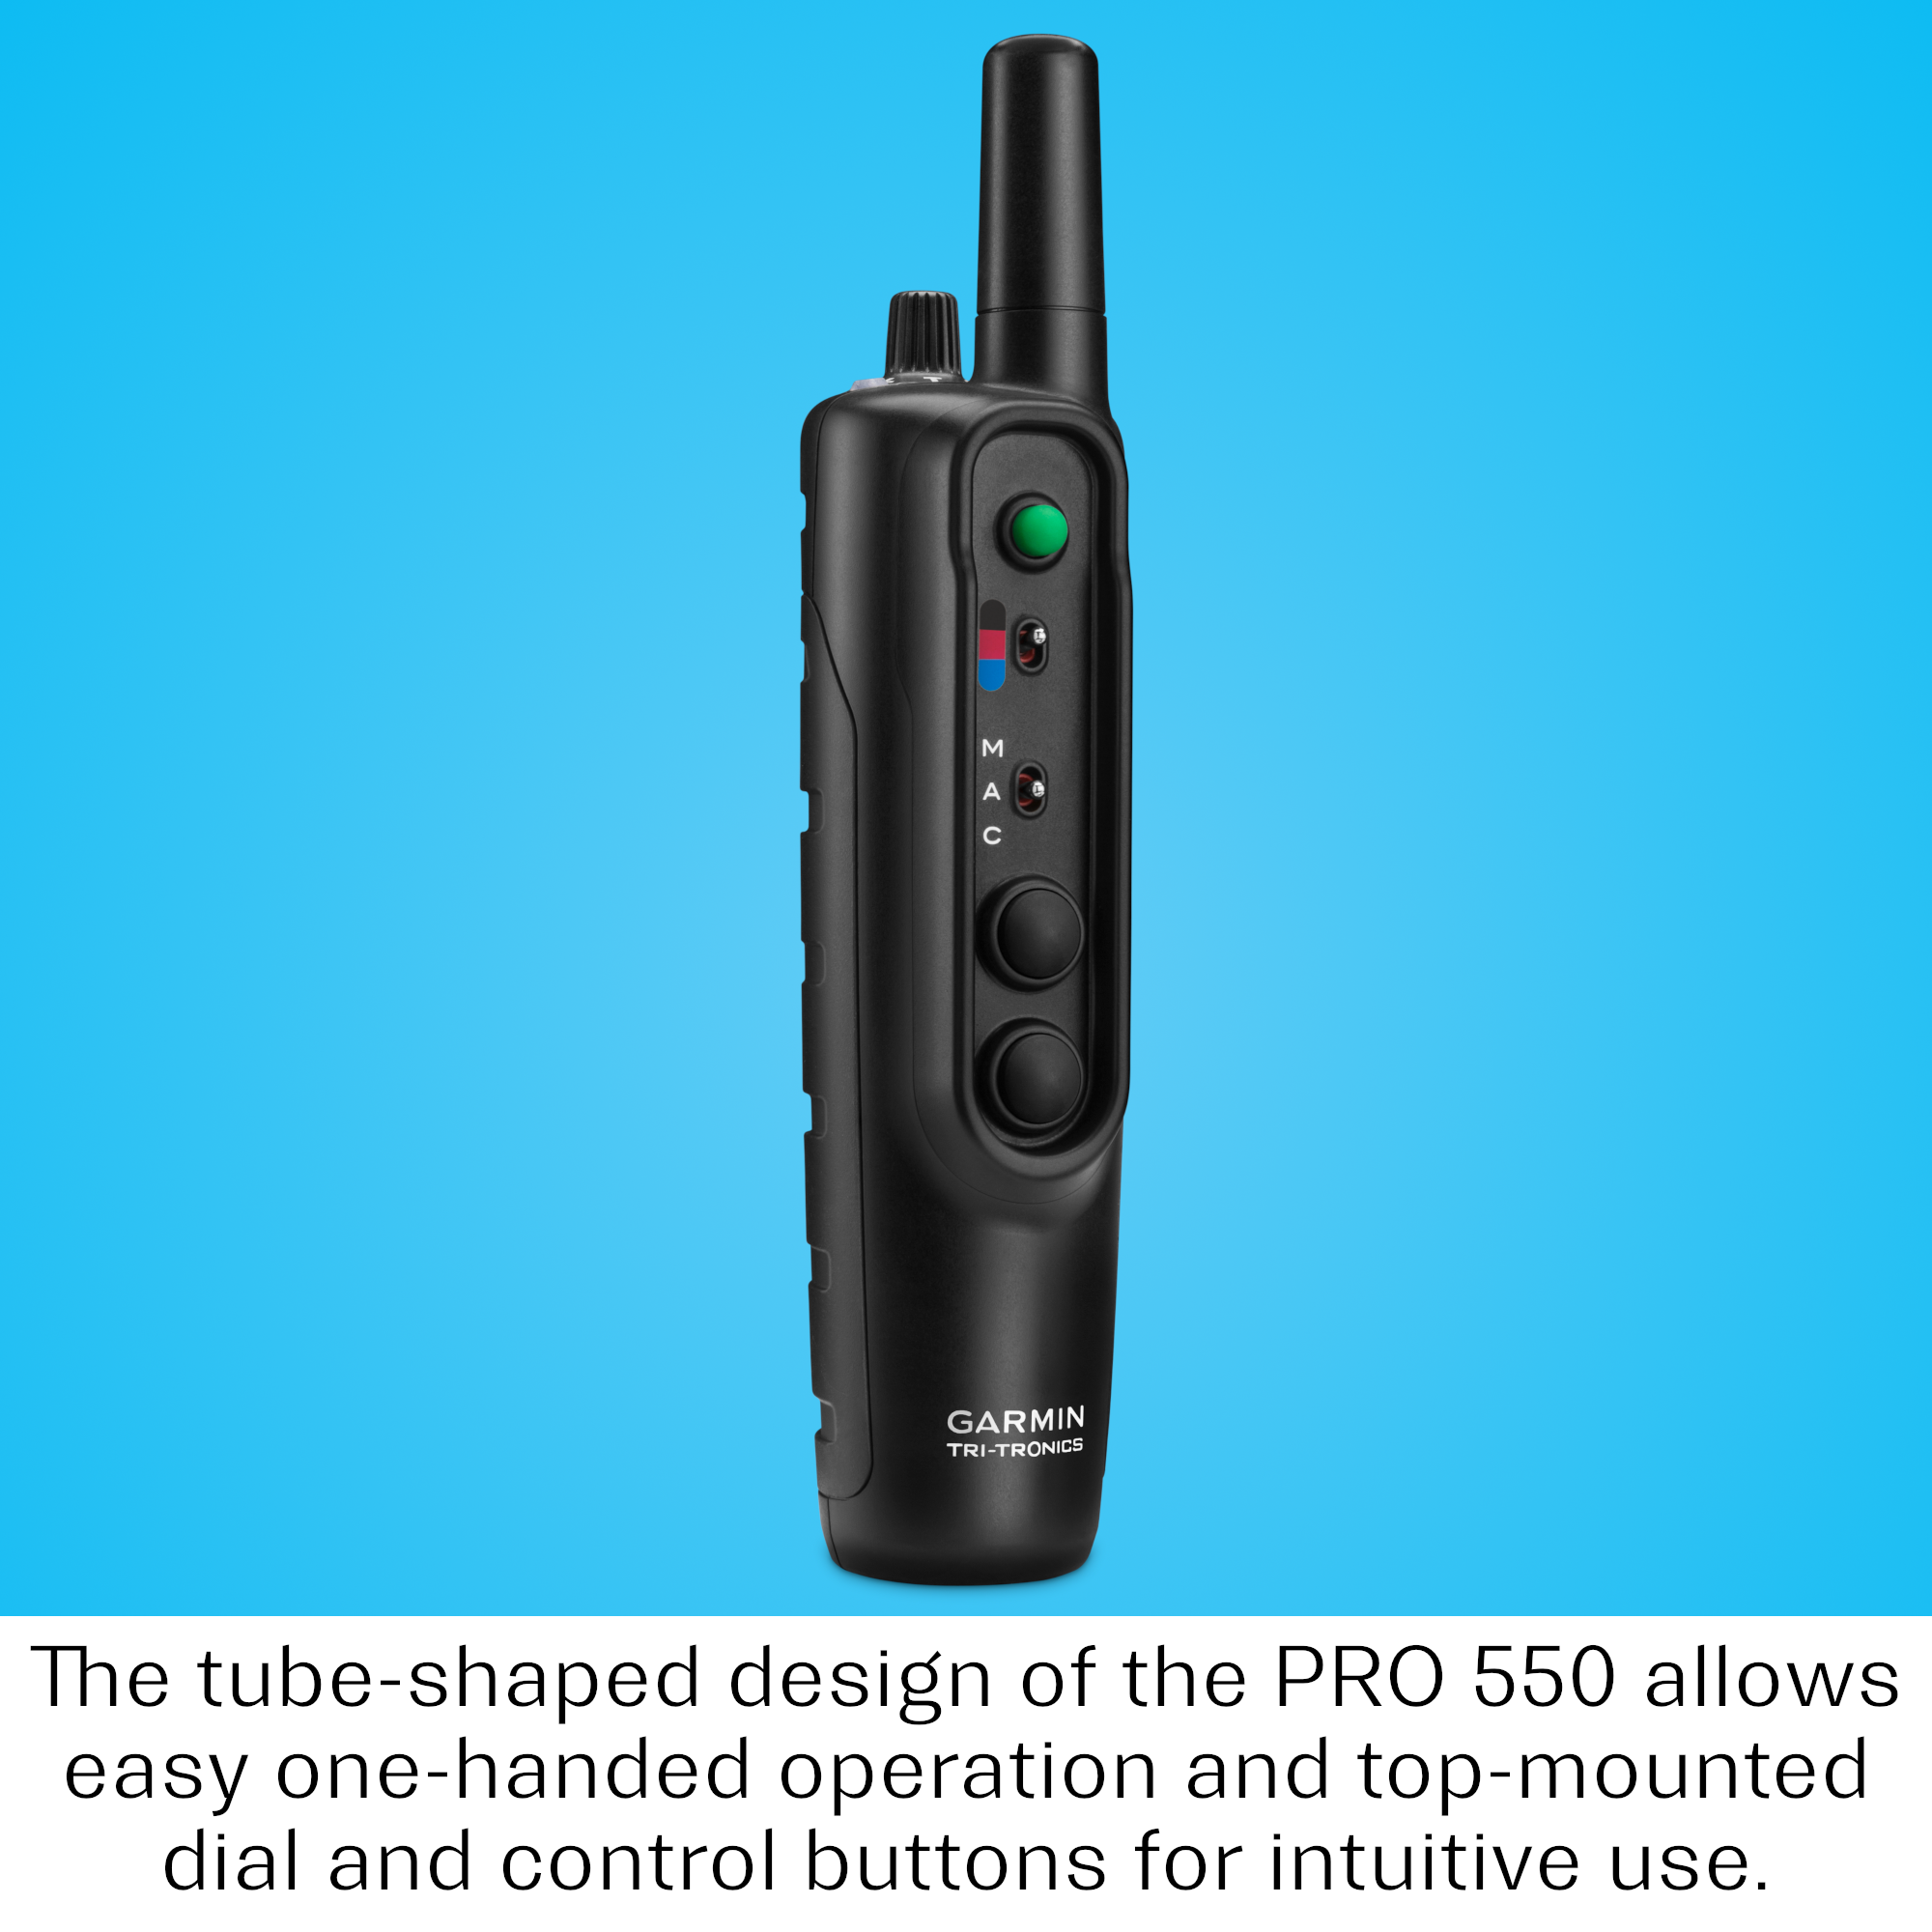 T
M
A
C
GARMIN
TRI-TRONICS
The tube-shaped design of the PRO 550 allows
easy one-handed operation and top-mounted
dial and control buttons for intuitive use.